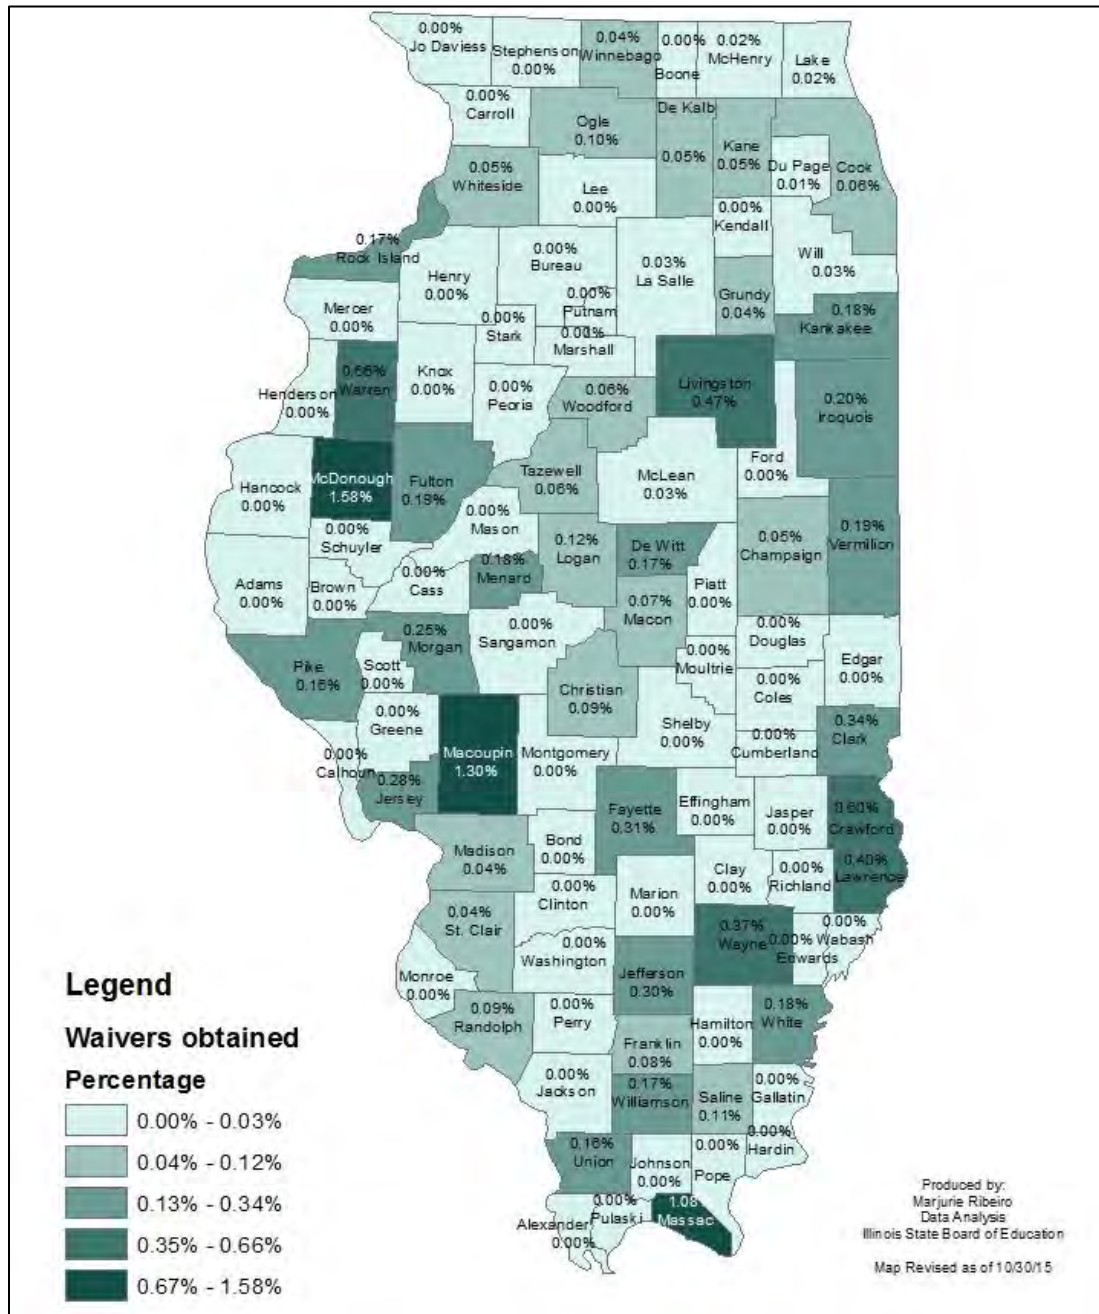 0.00%
Jo Daviess
Stephenson
0.00%
0.04%
Winnebago
0.00%
Boone
0.02%
McHenry
Lake
0.02%
0.00%
Carroll
Ogle
0.10%
De Kalb
0.05%
Kane
0.05%
Du Page
0.01%
Cook
0.06%
0.05%
Whiteside
Lee
0.00%
0.00%
Kendall
Will
0.03%
0.17%
Rock Island
Henry
0.00%
0.00%
Bureau
0.00%
Putnam
0.03%
La Salle
Grundy
0.04%
0.18%
Kankakee
Mercer
0.00%
0.00%
Stark
0.00%
Marshall
0.66%
Warren
Henderson
0.00%
Knox
0.00%
0.00%
Peoria
0.06%
Woodford
Livingston
0.47%
0.20%
Iroquois
Hancock
0.00%
McDonough
1.58%
Fulton
0.19%
Tazewell
0.06%
McLean
0.03%
Ford
0.00%
0.00%
Schuyler
0.00%
Mason
0.12%
Logan
De Witt
0.17%
0.05%
Champaign
0.19%
Vermilion
Adams
0.00%
Brown
0.00%
0.00%
Cass
0.18%
Menard
0.07%
Macon
Piatt
0.00%
0.00%
Douglas
Pike
0.16%
Scott
0.00%
0.25%
Morgan
0.00%
Sangamon
Christian
0.09%
0.00%
Moultrie
0.00%
Coles
Edgar
0.00%
0.00%
Greene
Macoupin
1.30%
Montgomery
0.00%
Shelby
0.00%
0.00%
Cumberland
0.34%
Clark
0.00%
Calhoun
0.28%
Jersey
Fayette
0.31%
Effingham
0.00%
Jasper
0.00%
0.60%
Crawford
Madison
0.04%
Bond
0.00%
Clay
0.00%
0.00%
Richland
0.40%
Lawrence
0.00%
Clinton
Marion
0.00%
0.04%
St. Clair
0.00%
Washington
0.37%
Wayne
0.00%
Edwards
0.00%
Wabash
Monroe
0.00%
0.09%
Randolph
0.00%
Perry
Jefferson
0.30%
Hamilton
0.00%
0.18%
White
Franklin
0.08%
0.00%
Jackson
0.17%
Williamson
Saline
0.11%
0.00%
Gallatin
0.16%
Union
Johnson
0.00%
0.00%
Pope
0.00%
Hardin
Alexander
0.00%
0.00%
Pulaski
1.08
Massac
Legend
Waivers obtained
Percentage
0.00% - 0.03%
0.04% - 0.12%
0.13% - 0.34%
0.35% - 0.66%
0.67% - 1.58%
Produced by:
Marjurie Ribeiro
Data Analysis
Illinois State Board of Education
Map Revised as of 10/30/15